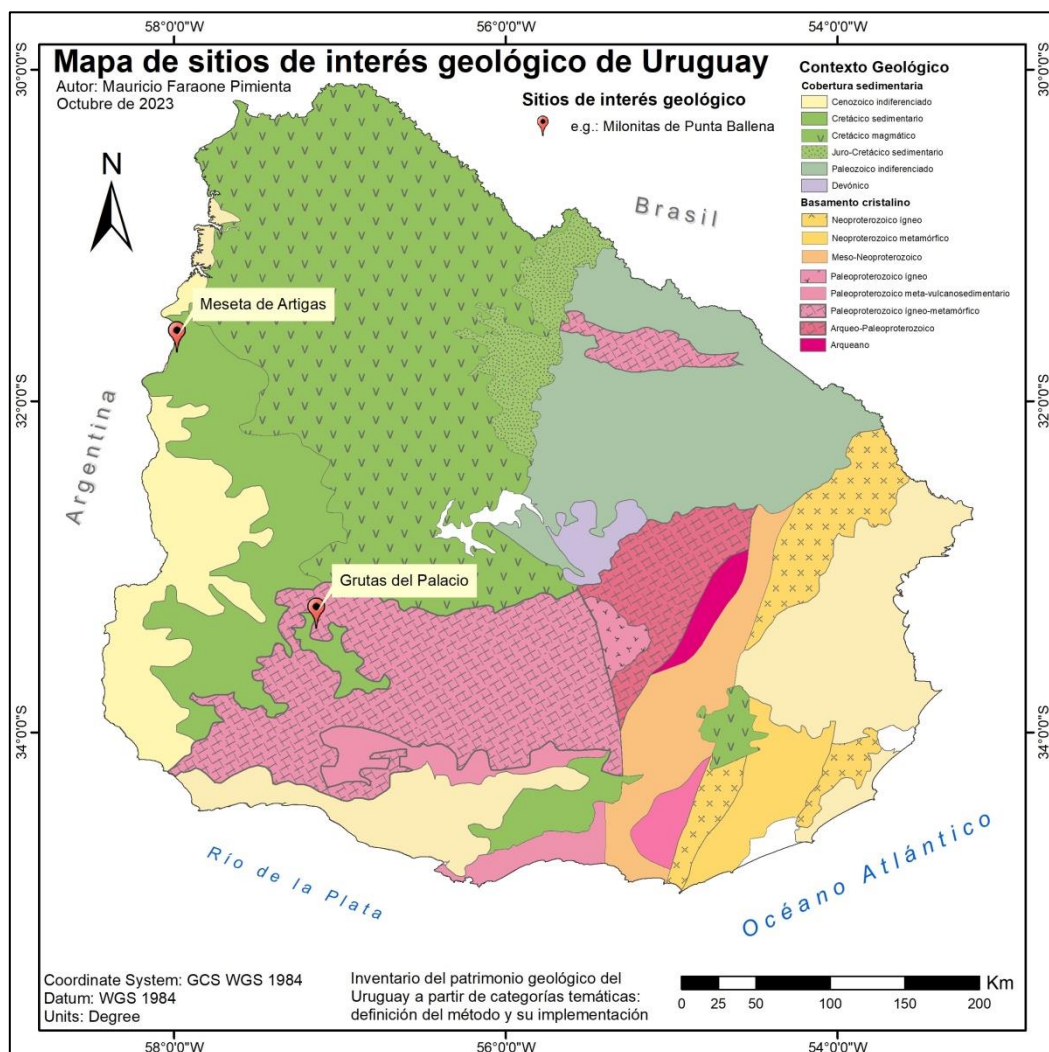 58°0'0"W
56°0'0"W
54°0'0"W
30°0'0"S
30°0'0"S
Mapa de sitios de interés geológico de Uruguay
Autor: Mauricio Faraone Pimienta
Octubre de 2023
Sitios de interés geológico
e.g.: Milonitas de Punta Ballena
N
Contexto Geológico
Cobertura sedimentaria
Cenozoico indiferenciado
Cretácico sedimentario
Cretácico magmático
Juro-Cretácico sedimentario
Paleozoico indiferenciado
Devónico
Basamento cristalino
Neoproterozoico ígneo
Neoproterozoico metamórfico
Meso-Neoproterozoico
Paleoproterozoico ígneo
Paleoproterozoico meta-vulcanosedimentario
Paleoproterozoico ígneo-metamórfico
Arqueo-Paleoproterozoico
Arqueano
Brasil
Meseta de Artigas
32°0'0"S
32°0'0"S
Argentina
Grutas del Palacio
34°0'0"S
34°0'0"S
Río de la Plata
Océano Atlántico
Coordinate System: GCS WGS 1984
Datum: WGS 1984
Units: Degree
Inventario del patrimonio geológico del
Uruguay a partir de categorías temáticas:
definición del método y su implementación
Km
0 25 50 100 150 200
58°0'0"W
56°0'0"W
54°0'0"W